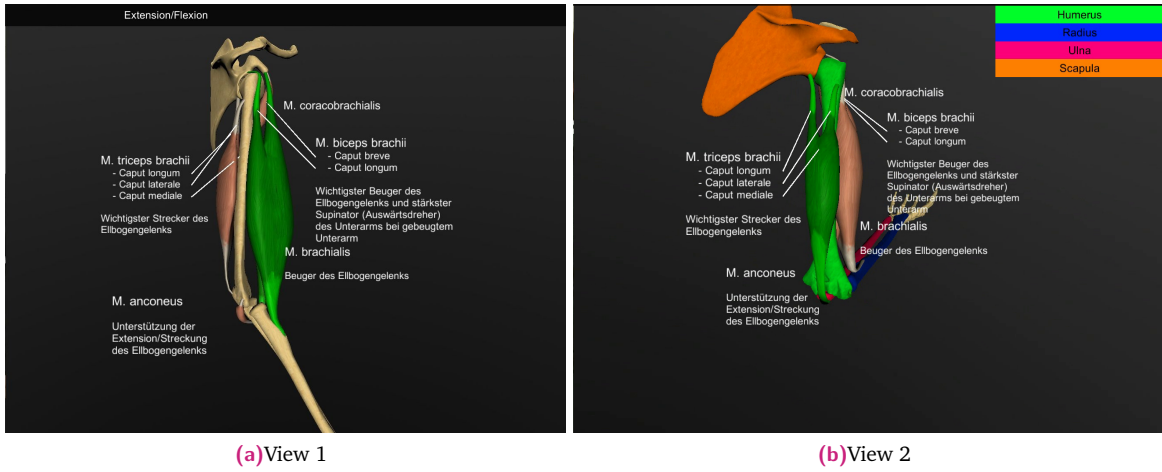 Extension/Flexion
M. coracobrachialis
M. biceps brachii
- Caput breve
- Caput longum
M. triceps brachii
- Caput longum
- Caput laterale
- Caput mediale
Wichtigster Beuger des
Ellbogengelenks und stärkster
Supinator (Auswärtsdreher)
des Unterarms bei gebeugtem
Unterarm
Wichtigster Strecker des
Ellbogengelenks
M. brachialis
Beuger des Ellbogengelenks
M. anconeus
Unterstützung der
Extension/Streckung
des Ellbogengelenks
(a)View 1
Humerus
Radius
Ulna
Scapula
M. coracobrachialis
M. biceps brachii
- Caput breve
- Caput longum
M. triceps brachii
- Caput longum
- Caput laterale
- Caput mediale
Wichtigster Beuger des
Ellbogengelenks und stärkster
Supinator (Auswärtsdreher)
des Unterarms bei gebeugtem
Unterarm
Wichtigster Strecker des
Ellbogengelenks
M. brachialis
Beuger des Ellbogengelenks
M. anconeus
Unterstützung der
Extension/Streckung
des Ellbogengelenks
(b)View 2